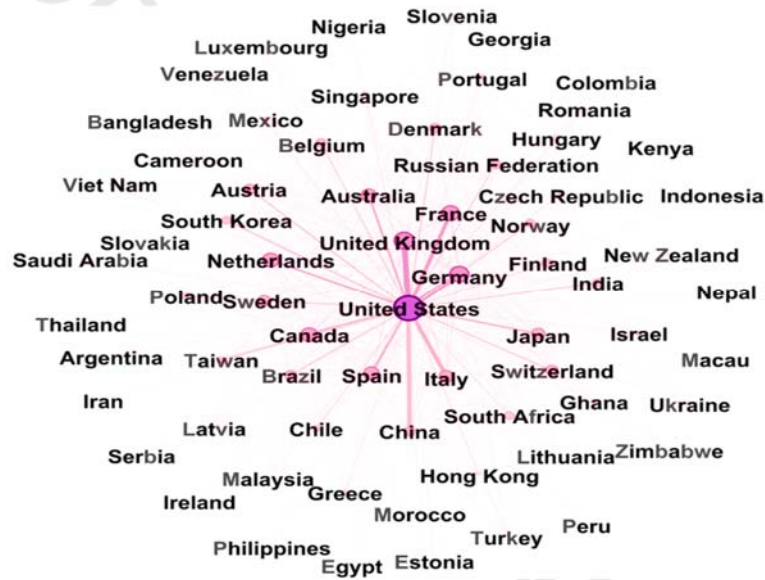 Slovenia
Nigeria
Georgia
Luxembourg
Venezuela
Portugal
Colombia
Singapore
Romania
Bangladesh
Mexico
Denmark
Hungary
Belgium
Kenya
Cameroon
Russian Federation
Viet Nam
Austria
Australia
Czech Republic
Indonesia
France
South Korea
Norway
Slovakia
United Kingdom
Saudi Arabia
Netherlands
Finland
New Zealand
Germany
India
Nepal
Poland
Sweden
United States
Thailand
Canada
Japan
Israel
Argentina
Taiwan
Macau
Brazil
Spain
Italy
Switzerland
Iran
Ghana
Ukraine
South Africa
Latvia
Chile
China
Serbia
Lithuania
Zimbabwe
Malaysia
Hong Kong
Greece
Ireland
Morocco
Peru
Turkey
Philippines
Egypt
Estonia